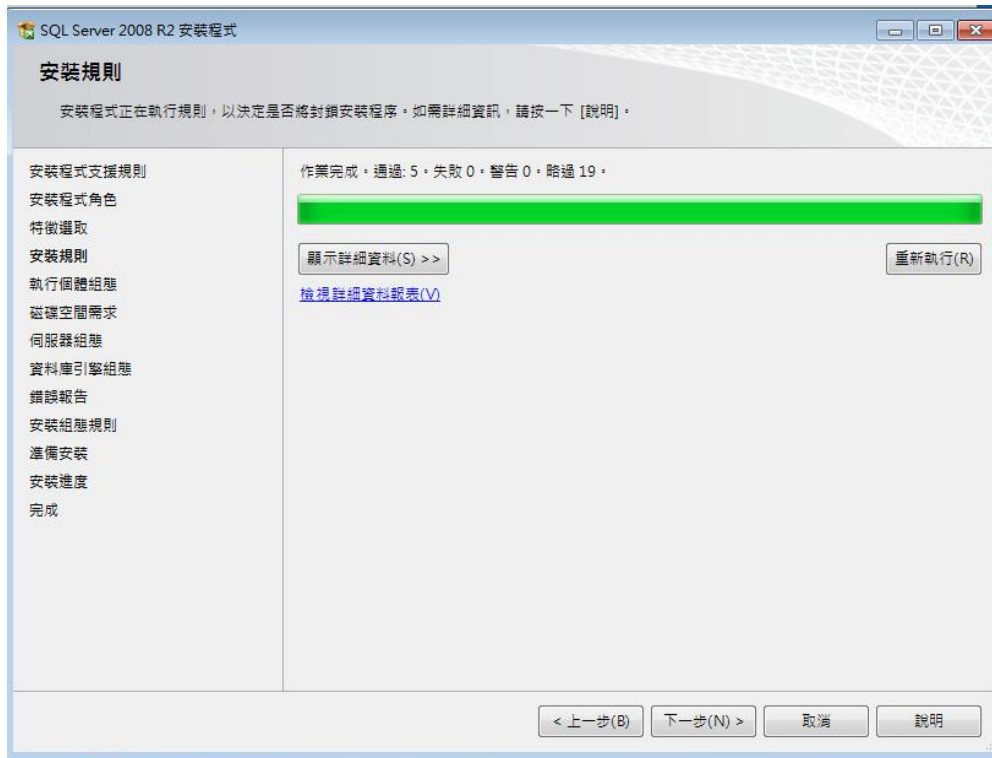 SQL Server 2008 R2 安裝程式
安裝規則
安裝程式正在執行規則，以決定是否將封鎖安裝程序。如需詳細資訊，請按一下 [說明]。
安裝程式支援規則
安裝程式角色
特徵選取
安裝規則
執行個體組態
磁碟空間需求
伺服器組態
資料庫引擎組態
錯誤報告
安裝組態規則
準備安裝
安裝進度
完成
作業完成。通過: 5。失敗 0。警告 0。略過 19。
顯示詳細資料(S) >>
重新執行(R)
檢視詳細資料報表(V)
< 上一步(B)
下一步(N) >
取消
說明